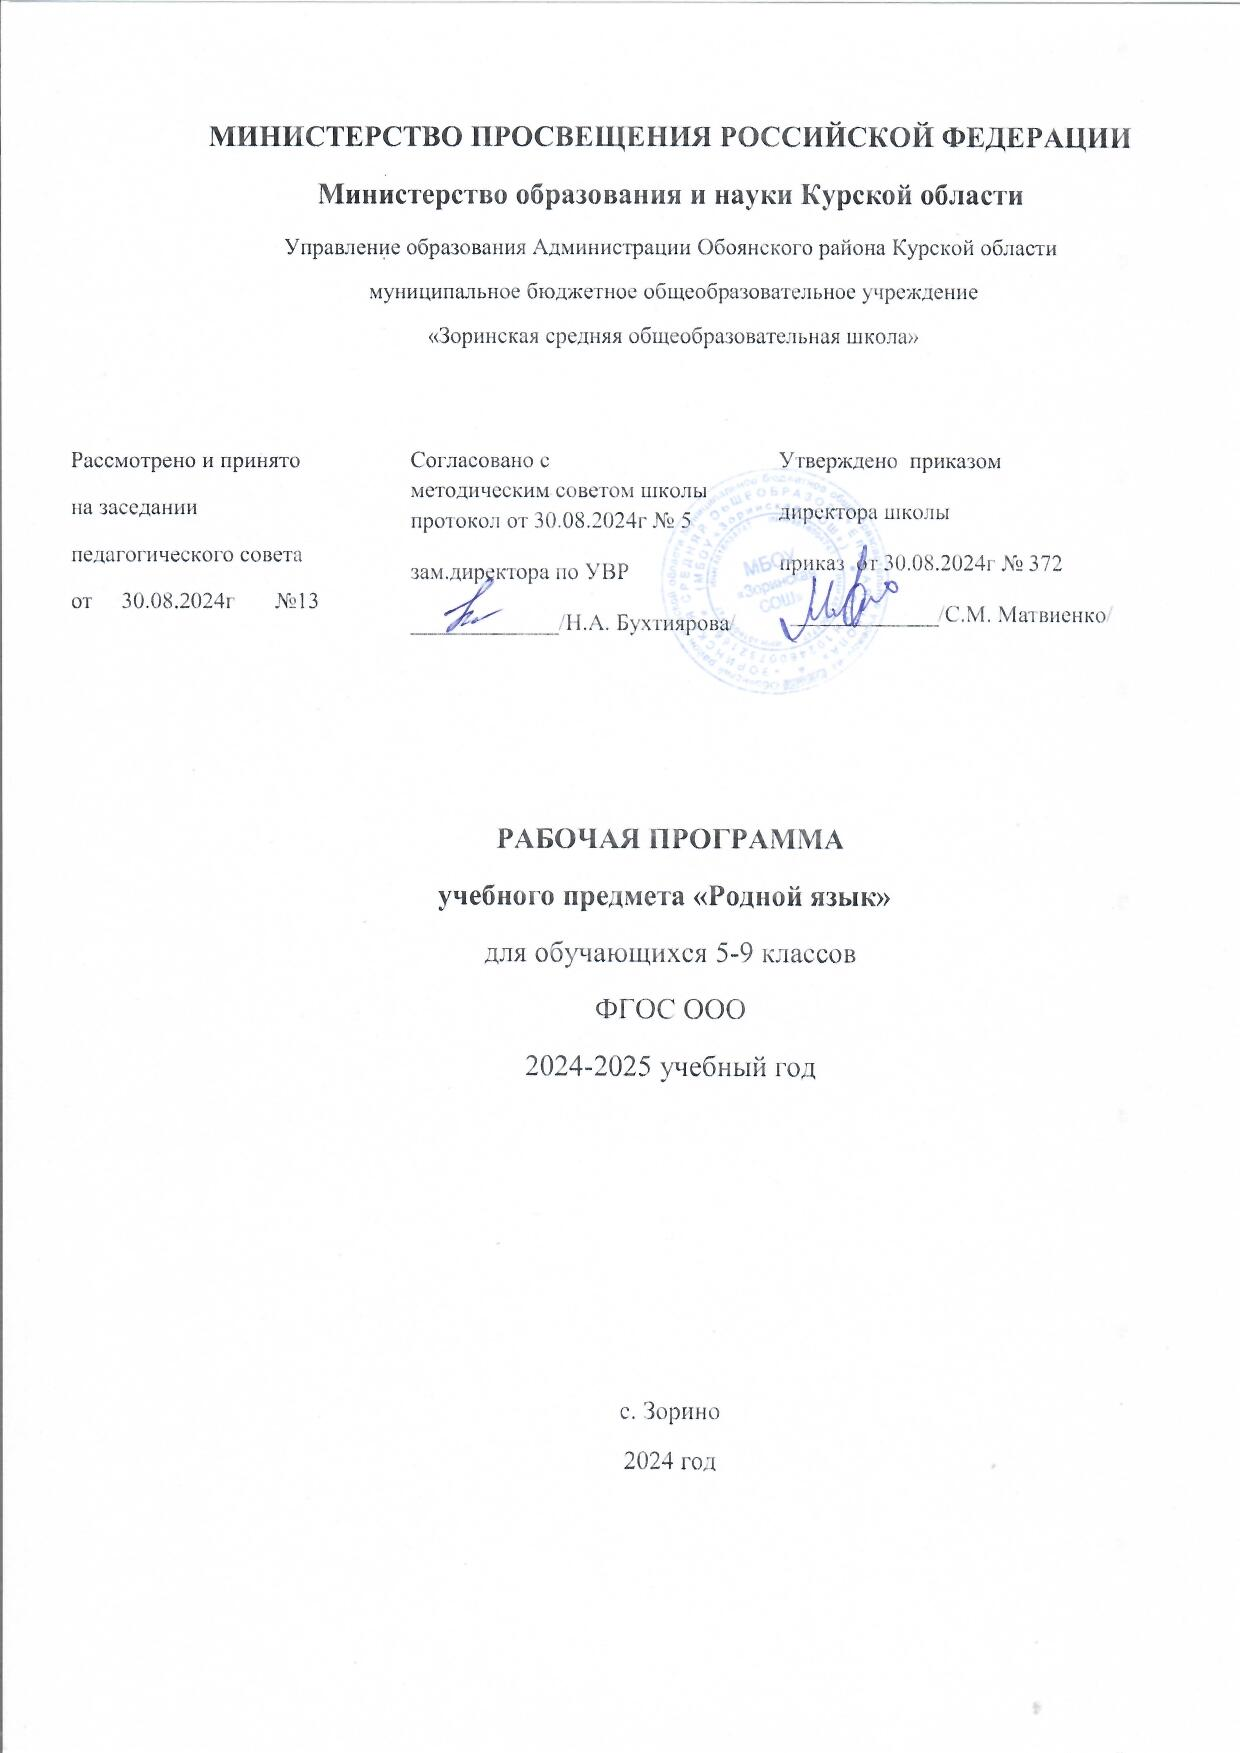 МИНИСТЕРСТВО ПРОСВЕЩЕНИЯ РОССИЙСКОЙ ФЕДЕРАЦИИ
Министерство образования и науки Курской области
Управление образования Администрации Обоянского района Курской области
муниципальное бюджетное общеобразовательное учреждение
«Зоринская средняя общеобразовательная школа»
Рассмотрено и принято
на заседании
педагогического совета
от 30.08.2024г №13
Согласовано с
методическим советом школы
протокол от 30.08.2024г № 5
зам.директора по УВР
/Н.А. Бухтиярова/
Утверждено приказом
директора школы
приказ от 30.08.2024г № 372
/С.М. Матвиенко/
МБОУ
«Зоринская
СОШ»
РАБОЧАЯ ПРОГРАММА
учебного предмета «Родной язык»
для обучающихся 5-9 классов
ФГОС ООО
2024-2025 учебный год
с. Зорино
2024 год